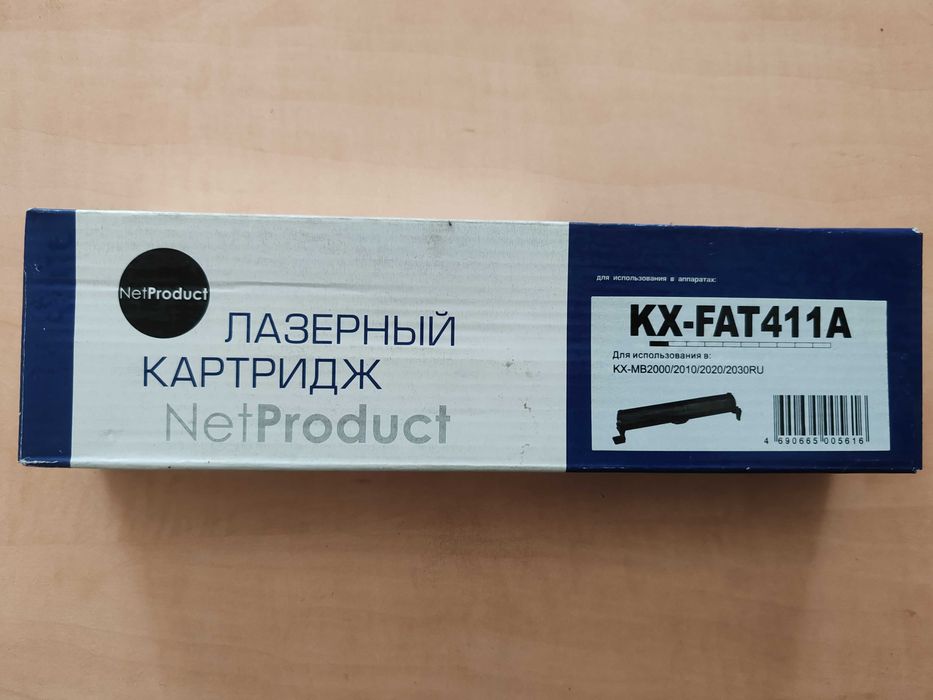 NetProduct
ЛАЗЕРНЫЙ
КАРТРИДЖ
NetProduct
для использования в аппаратах:
KX-FAT411A
Для использования в:
KX-MB2000/2010/2020/2030RU
4 690665 005616